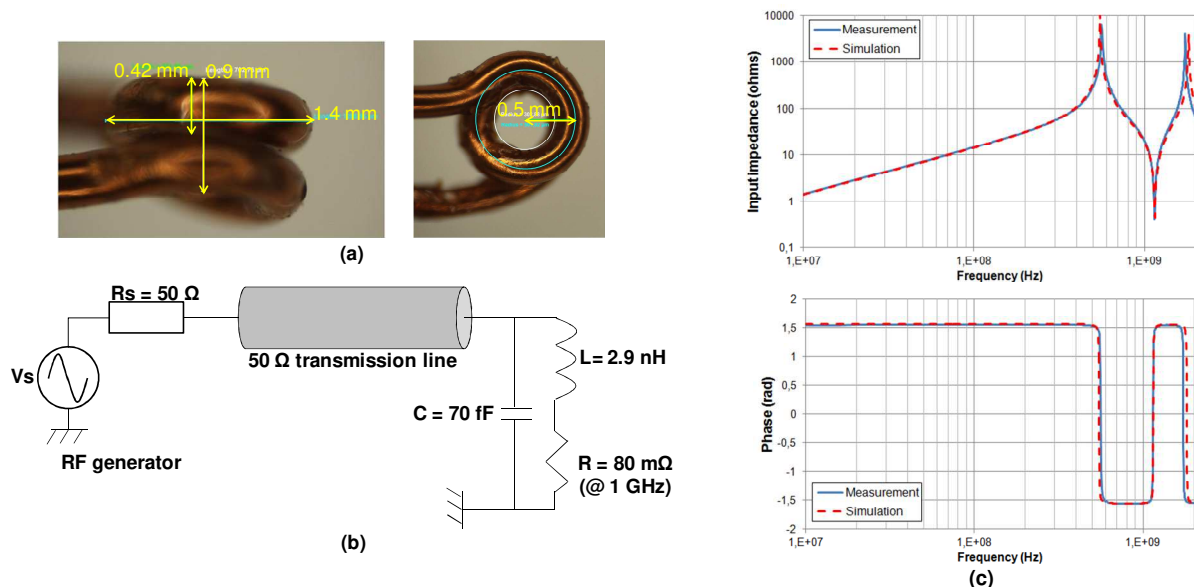 0.42 mm
0.9 mm
1.4 mm
0.5 mm
(a)
Rs = 50 Ω
50 Ω transmission line
Vs
RF generator
L= 2.9 nH
C = 70 fF
R = 80 mΩ
(@ 1 GHz)
(b)
Input impedance (ohms)
10000
1000
100
10
1
0,1
Measurement
Simulation
1,E+07
1,E+08
1,E+09
Frequency (Hz)
Phase (rad)
2
1,5
1
0,5
0
-0,5
-1
-1,5
-2
Measurement
Simulation
1,E+07
1,E+08
1,E+09
Frequency (Hz)
(c)